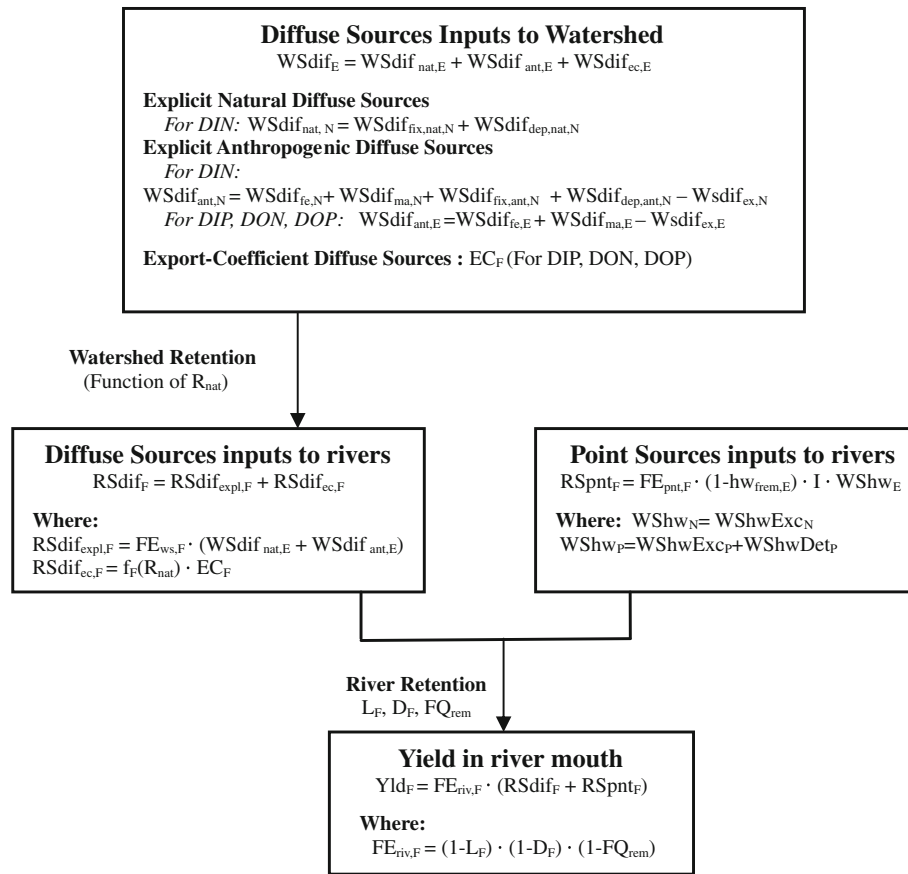 Diffuse Sources Inputs to Watershed
WSdif_E = WSdif_nat,E + WSdif_ant,E + WSdif_ec,E
Explicit Natural Diffuse Sources
For DIN: WSdif_nat, N = WSdif_fix,nat,N + WSdif_dep,nat,N
Explicit Anthropogenic Diffuse Sources
For DIN:
WSdif_ant,N = WSdif_fe,N + WSdif_ma,N + WSdif_fix,ant,N + WSdif_dep,ant,N – Wsdif_ex,N
For DIP, DON, DOP: WSdif_ant,E = WSdif_fe,E + WSdif_ma,E – Wsdif_ex,E
Export-Coefficient Diffuse Sources : EC_F (For DIP, DON, DOP)
Watershed Retention
(Function of R_nat)
Diffuse Sources inputs to rivers
RSdif_F = RSdif_expl,F + RSdif_ec,F
Where:
RSdif_expl,F = FE_ws,F · (WSdif_nat,E + WSdif_ant,E)
RSdif_ec,F = f_F(R_nat) · EC_F
Point Sources inputs to rivers
RSpnt_F = FE_pnt,F · (1-hw_frem,E) · I · WShw_E
Where: WShw_N = WShwExc_N
WShw_P=WShwExc_P+WShwDet_P
River Retention
L_F, D_F, FQ_rem
Yield in river mouth
Yld_F = FE_riv,F · (RSdif_F + RSpnt_F)
Where:
FE_riv,F = (1-L_F) · (1-D_F) · (1-FQ_rem)